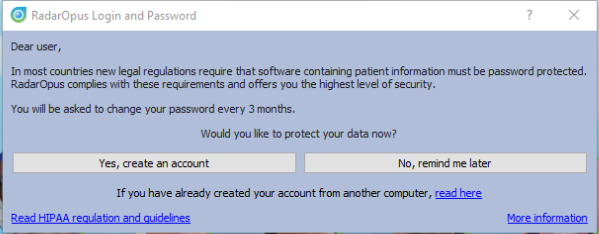 RadarOpus Login and Password
Dear user,
In most countries new legal regulations require that software containing patient information must be password protected.
RadarOpus complies with these requirements and offers you the highest level of security.
You will be asked to change your password every 3 months.
Would you like to protect your data now?
Yes, create an account
No, remind me later
If you have already created your account from another computer, read here
Read HIPAA regulation and guidelines
More information